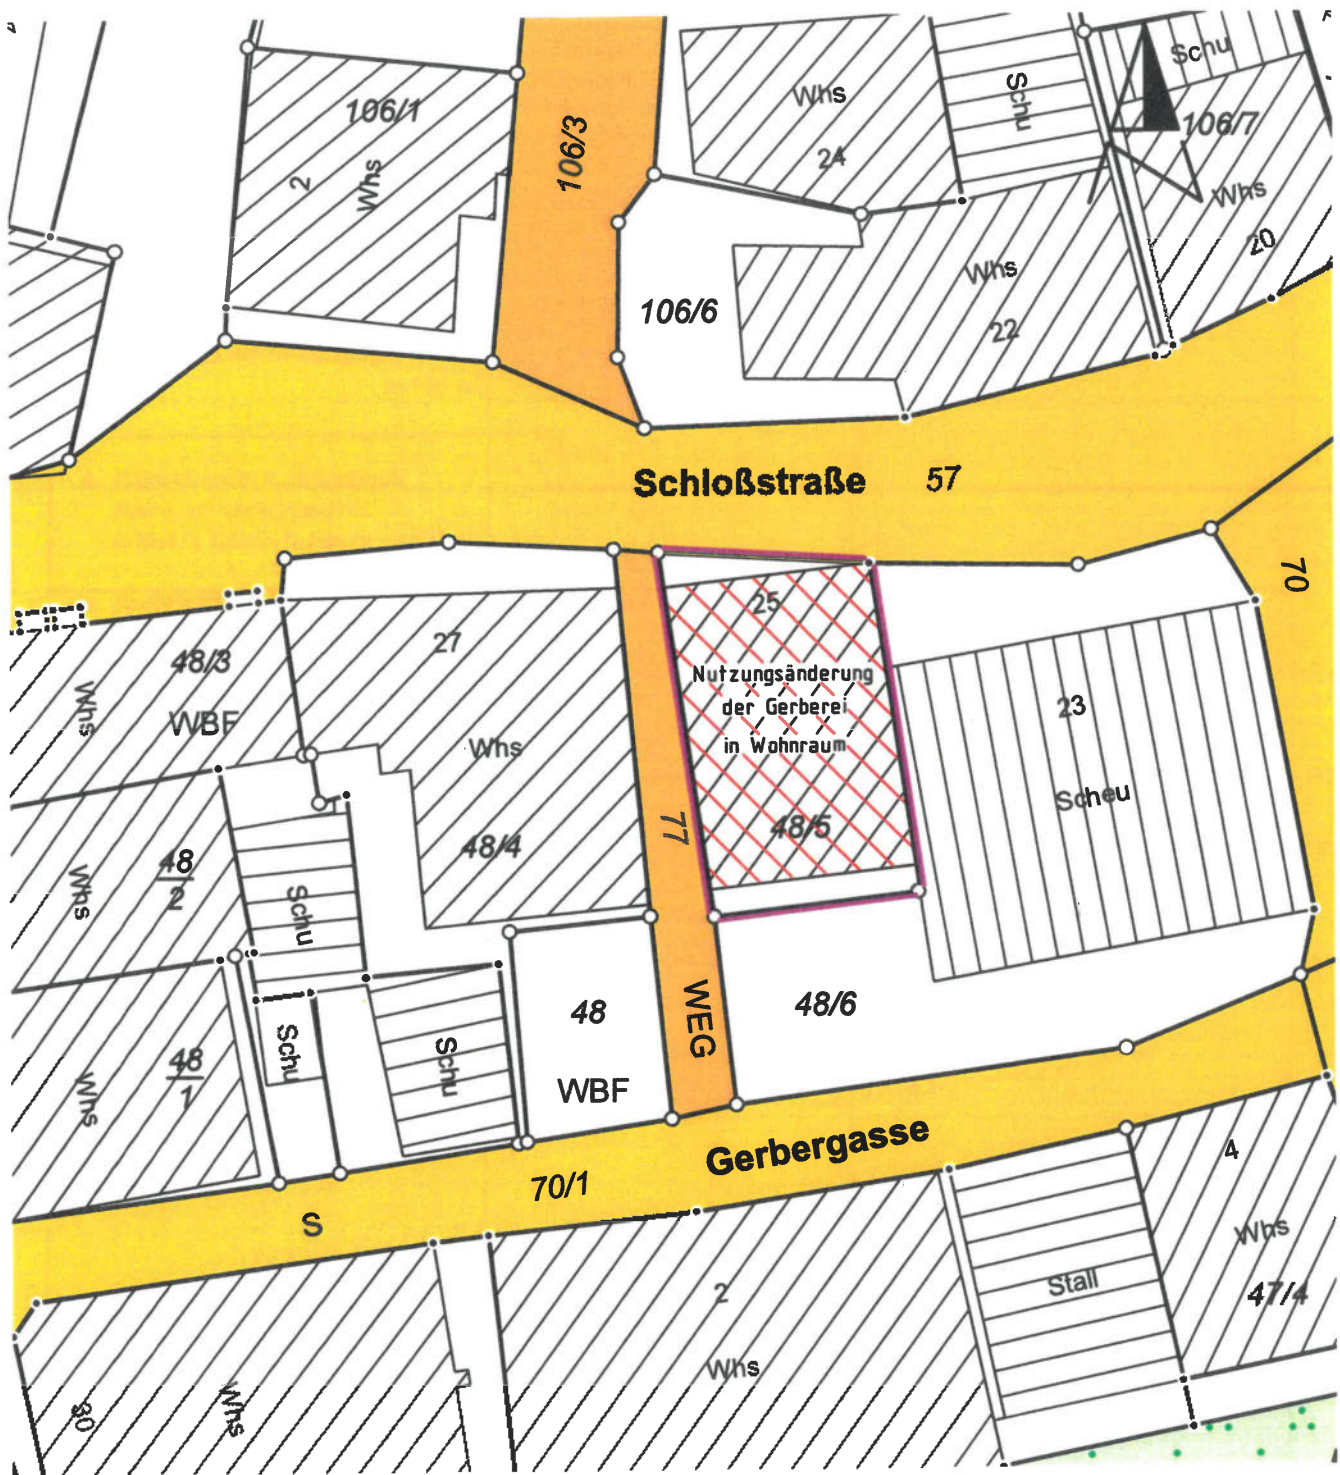 106/1
2
Whs
106/3
Whs
24
Schu
Schu
106/7
Whs
20
106/6
Whs
22
Schloßstraße 57
70
27
25
48/3
WBF
Whs
Whs
Nutzungsänderung
der Gerberei
in Wohnraum
23
Scheu
77
48/5
48/4
48
2
Whs
Schu
48
WBF
WEG
48/6
Schu
Schu
48
1
Whs
Gerbergasse
70/1
S
4
Whs
47/4
Stall
2
Whs
Whs
30